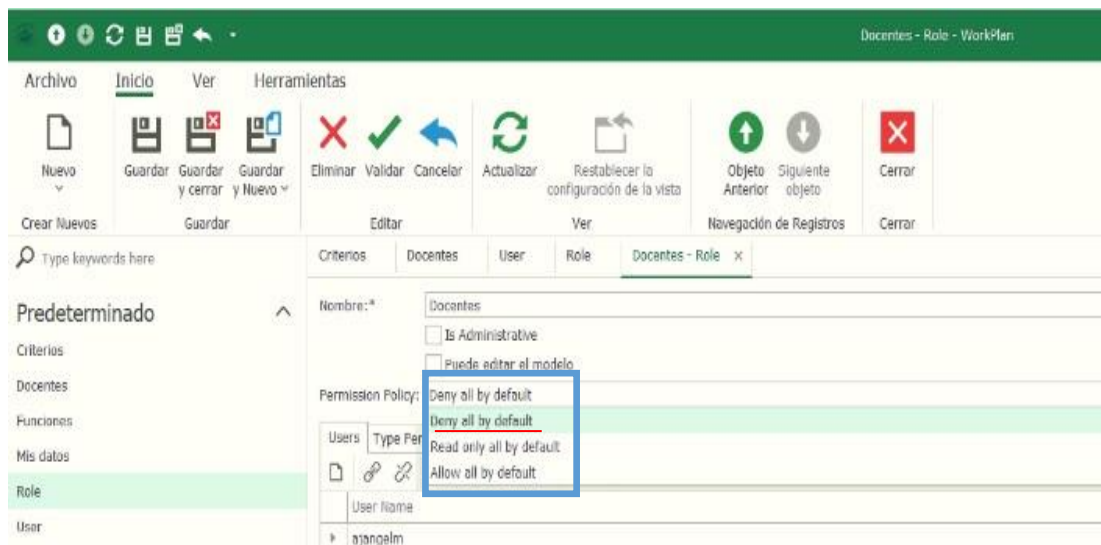 Docentes - Role - WorkPlan
Archivo Inicio Ver Herramientas
Nuevo Guardar Guardar y cerrar Guardar y Nuevo Eliminar Validar Cancelar Actualizar Restablecer la configuración de la vista Objeto Anterior Siguiente objeto Cerrar
Crear Nuevos Guardar Editar Ver Navegación de Registros Cerrar
Type keywords here
Criterios Docentes User Role Docentes - Role
Predeterminado
Criterios
Docentes
Funciones
Mis datos
Role
User
Nombre:* Docentes
Is Administrative
Puede editar el modelo
Permission Policy: Deny all by default
Deny all by default
Read only all by default
Allow all by default
Users Type Per
User Name
ajangelm